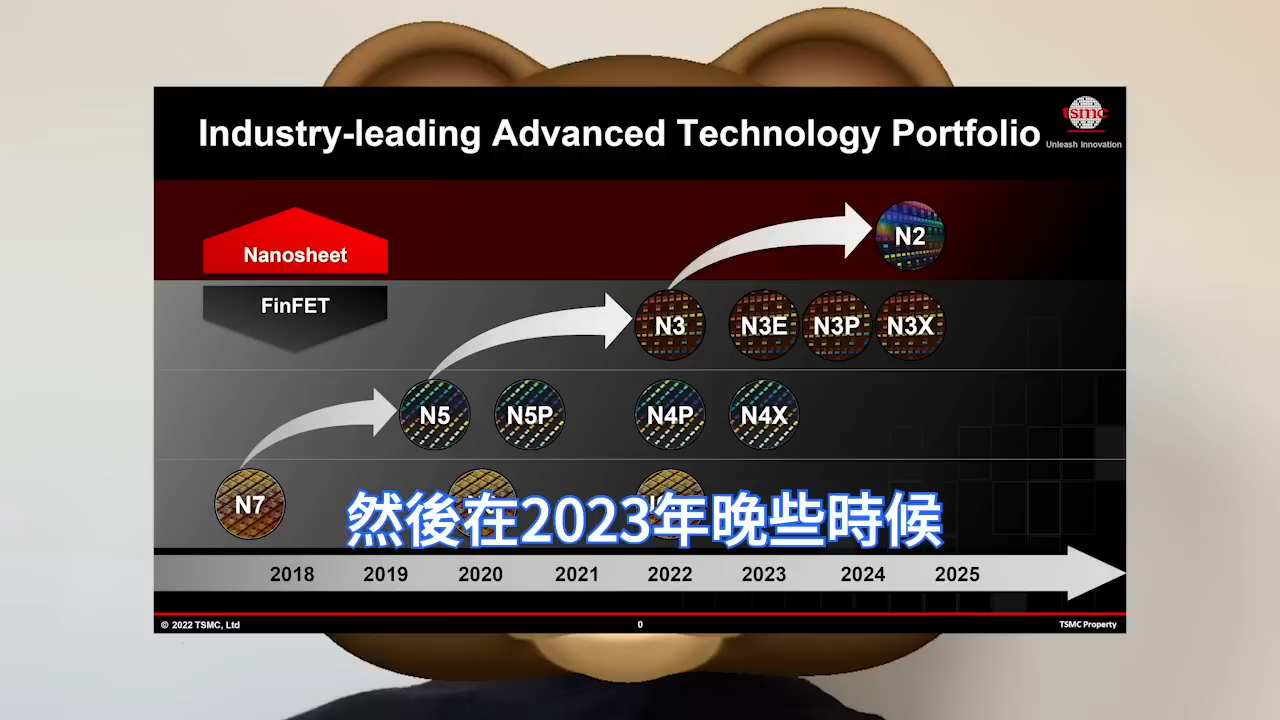 Industry-leading Advanced Technology Portfolio
tsmc
Unleash Innovation
Nanosheet
N2
FinFET
N3
N3E
N3P
N3X
N5
N5P
N4P
N4X
N7
然後在2023年晚些時候
2018
2019
2020
2021
2022
2023
2024
2025
© 2022 TSMC, Ltd
0
TSMC Property